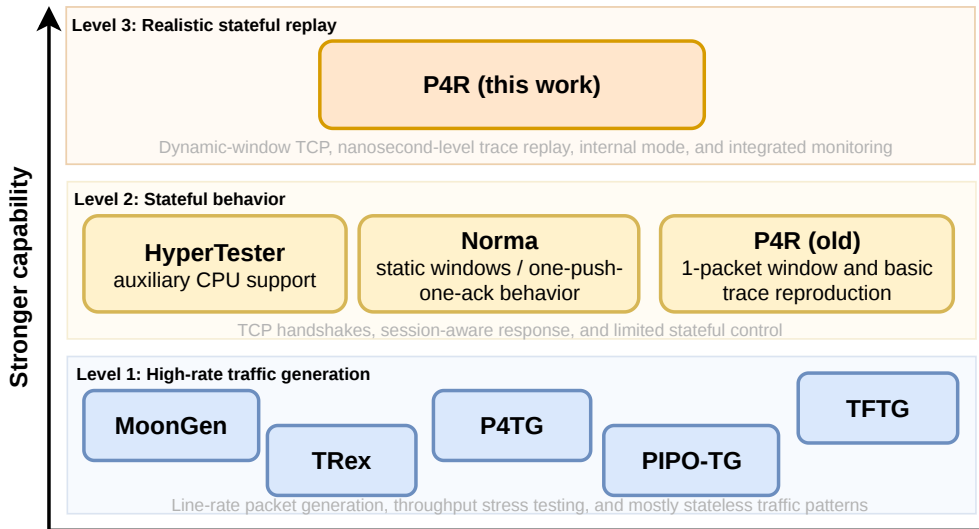 Level 3: Realistic stateful replay
P4R (this work)
Dynamic-window TCP, nanosecond-level trace replay, internal mode, and integrated monitoring
Stronger capability
Level 2: Stateful behavior
HyperTester
auxiliary CPU support
Norma
static windows / one-push-
one-ack behavior
P4R (old)
1-packet window and basic
trace reproduction
TCP handshakes, session-aware response, and limited stateful control
Level 1: High-rate traffic generation
MoonGen
TRex
P4TG
PIPO-TG
TFTG
Line-rate packet generation, throughput stress testing, and mostly stateless traffic patterns